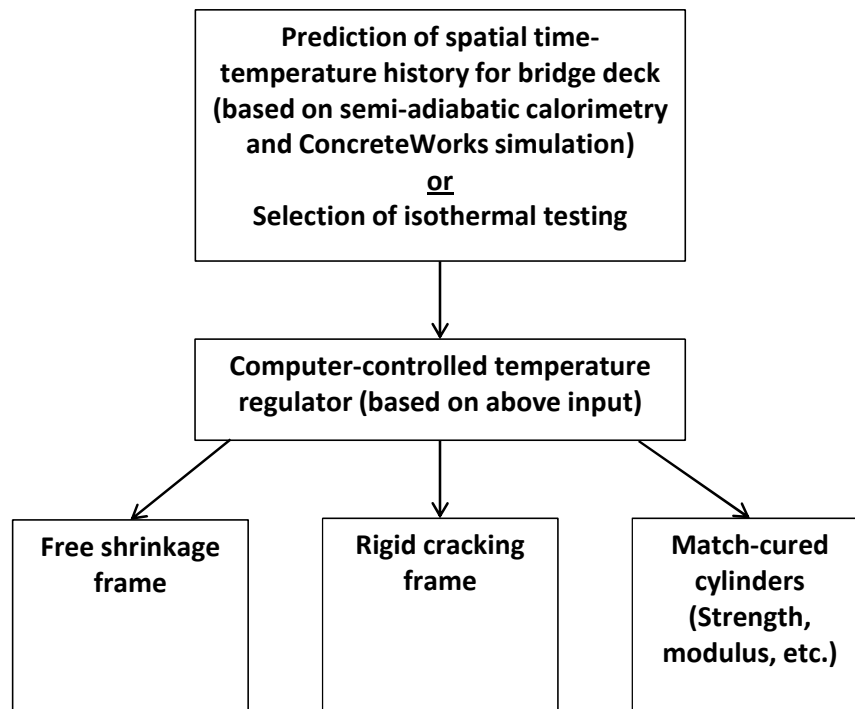 Prediction of spatial time-
temperature history for bridge deck
(based on semi-adiabatic calorimetry
and ConcreteWorks simulation)
or
Selection of isothermal testing
Computer-controlled temperature
regulator (based on above input)
Free shrinkage
frame
Rigid cracking
frame
Match-cured
cylinders
(Strength,
modulus, etc.)